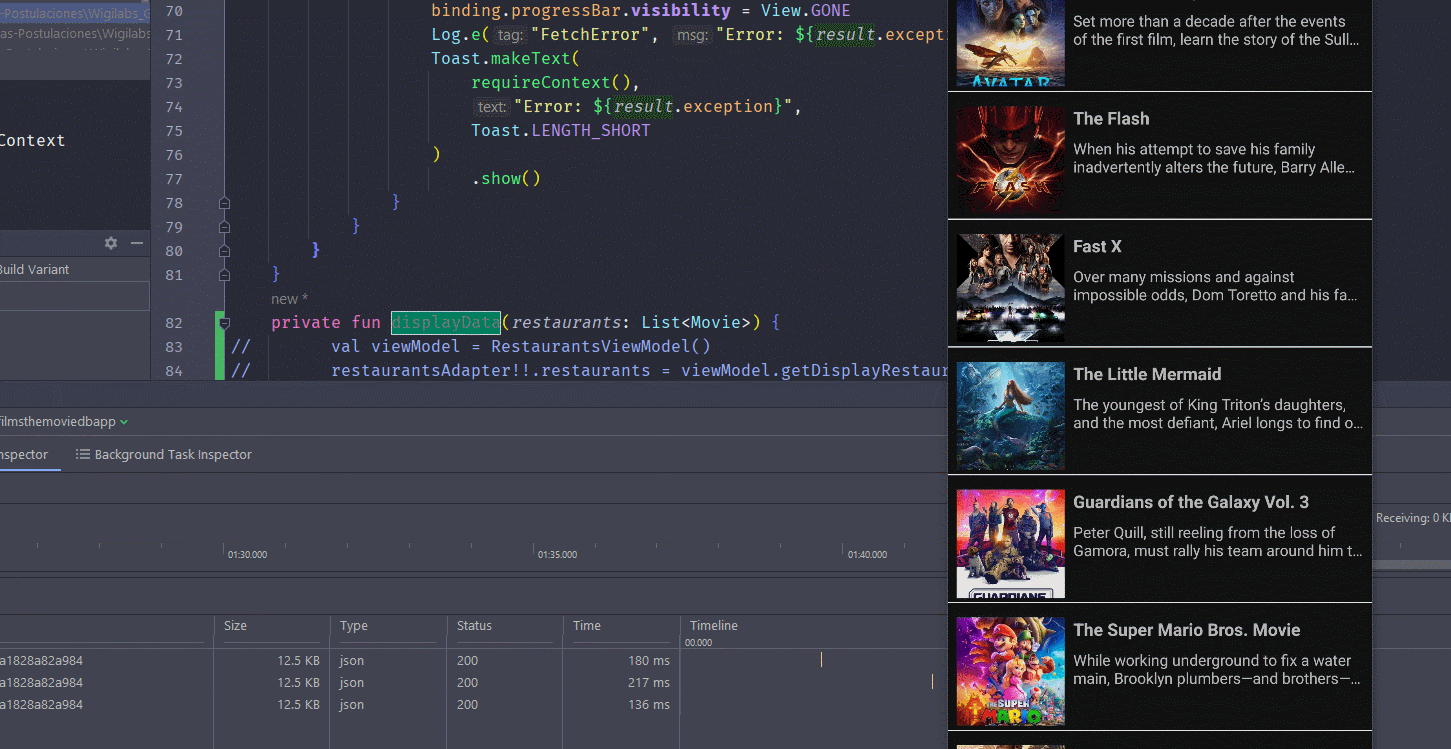 -Postulaciones\Wigilabs_G
as-Postulaciones\Wigilabs
Context
Build Variant
70 binding.progressBar.visibility = View.GONE
71 Log.e( tag: "FetchError", msg: "Error: ${result.excepti
72 Toast.makeText(
73 requireContext(),
74 text: "Error: ${result.exception}",
75 Toast.LENGTH_SHORT
76 )
77 .show()
78 }
79 }
80 }
81 }
new *
82 private fun displayData(restaurants: List<Movie>) {
83 // val viewModel = RestaurantsViewModel()
84 // restaurantsAdapter!!.restaurants = viewModel.getDisplayRestaur
filmsthemoviedbapp
nspector
Background Task Inspector
01:30.000 01:35.000 01:40.000
Receiving: 0 K
Size Type Status Time Timeline
00.000
a1828a82a984 12.5 KB json 200 180 ms
a1828a82a984 12.5 KB json 200 217 ms
a1828a82a984 12.5 KB json 200 136 ms
AVATAR
Set more than a decade after the events
of the first film, learn the story of the Sull…
FLASH
The Flash
When his attempt to save his family
inadvertently alters the future, Barry Alle…
Fast X
Over many missions and against
impossible odds, Dom Toretto and his fa…
The Little Mermaid
The youngest of King Triton’s daughters,
and the most defiant, Ariel longs to find o…
GUARDIANS
Guardians of the Galaxy Vol. 3
Peter Quill, still reeling from the loss of
Gamora, must rally his team around him t…
THE SUPER
MARIO
The Super Mario Bros. Movie
While working underground to fix a water
main, Brooklyn plumbers—and brothers—…